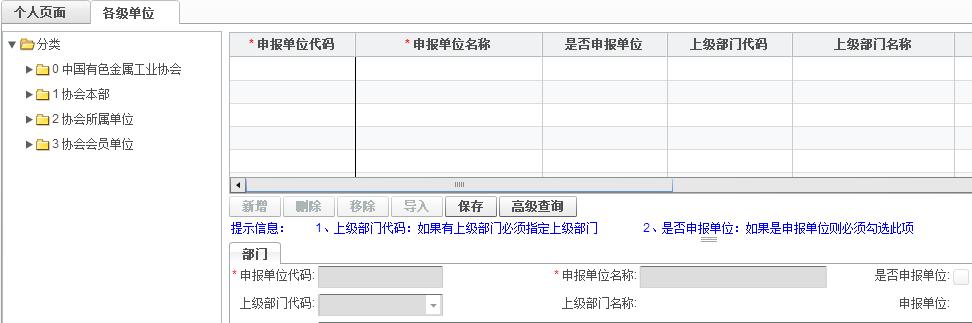 个人页面 各级单位
分类
0 中国有色金属工业协会
1 协会本部
2 协会所属单位
3 协会会员单位
* 申报单位代码 * 申报单位名称 是否申报单位 上级部门代码 上级部门名称
新增 删除 移除 导入 保存 高级查询
提示信息： 1、上级部门代码：如果有上级部门必须指定上级部门 2、是否申报单位：如果是申报单位则必须勾选此项
部门
* 申报单位代码: * 申报单位名称: 是否申报单位:
上级部门代码: 上级部门名称: 申报单位: